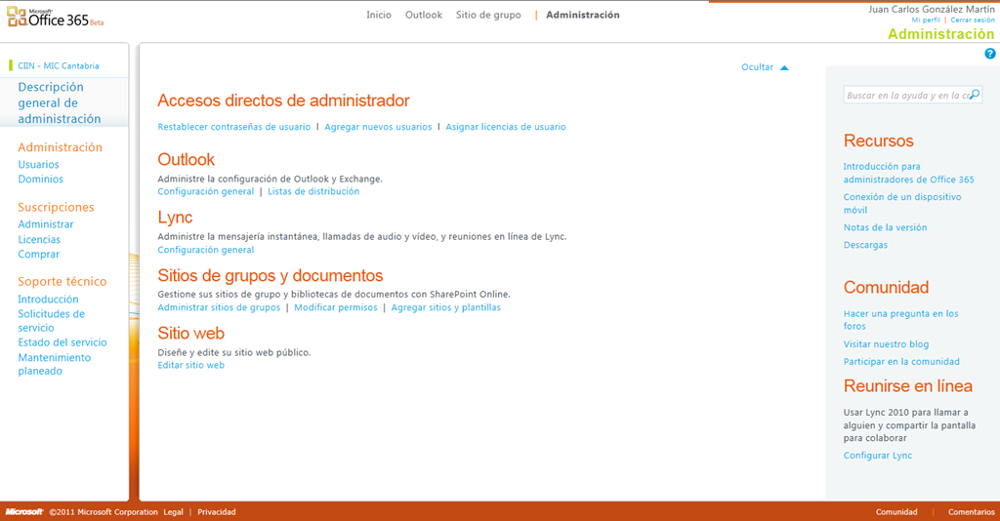 Microsoft
Office 365 Beta
Inicio Outlook Sitio de grupo | Administración
Juan Carlos González Martín
Mi perfil | Cerrar sesión
Administración
CIIN - MIC Cantabria
Descripción
general de
administración
Administración
Usuarios
Dominios
Suscripciones
Administrar
Licencias
Comprar
Soporte técnico
Introducción
Solicitudes de
servicio
Estado del servicio
Mantenimiento
planeado
Ocultar
Accesos directos de administrador
Restablecer contraseñas de usuario | Agregar nuevos usuarios | Asignar licencias de usuario
Outlook
Administre la configuración de Outlook y Exchange.
Configuración general | Listas de distribución
Lync
Administre la mensajería instantánea, llamadas de audio y vídeo, y reuniones en línea de Lync.
Configuración general
Sitios de grupos y documentos
Gestione sus sitios de grupo y bibliotecas de documentos con SharePoint Online.
Administrar sitios de grupos | Modificar permisos | Agregar sitios y plantillas
Sitio web
Diseñe y edite su sitio web público.
Editar sitio web
?
Buscar en la ayuda y en la co
Recursos
Introducción para
administradores de Office 365
Conexión de un dispositivo
móvil
Notas de la versión
Descargas
Comunidad
Hacer una pregunta en los
foros
Visitar nuestro blog
Participar en la comunidad
Reunirse en línea
Usar Lync 2010 para llamar a
alguien y compartir la pantalla
para colaborar
Configurar Lync
Microsoft ©2011 Microsoft Corporation Legal | Privacidad
Comunidad | Comentarios